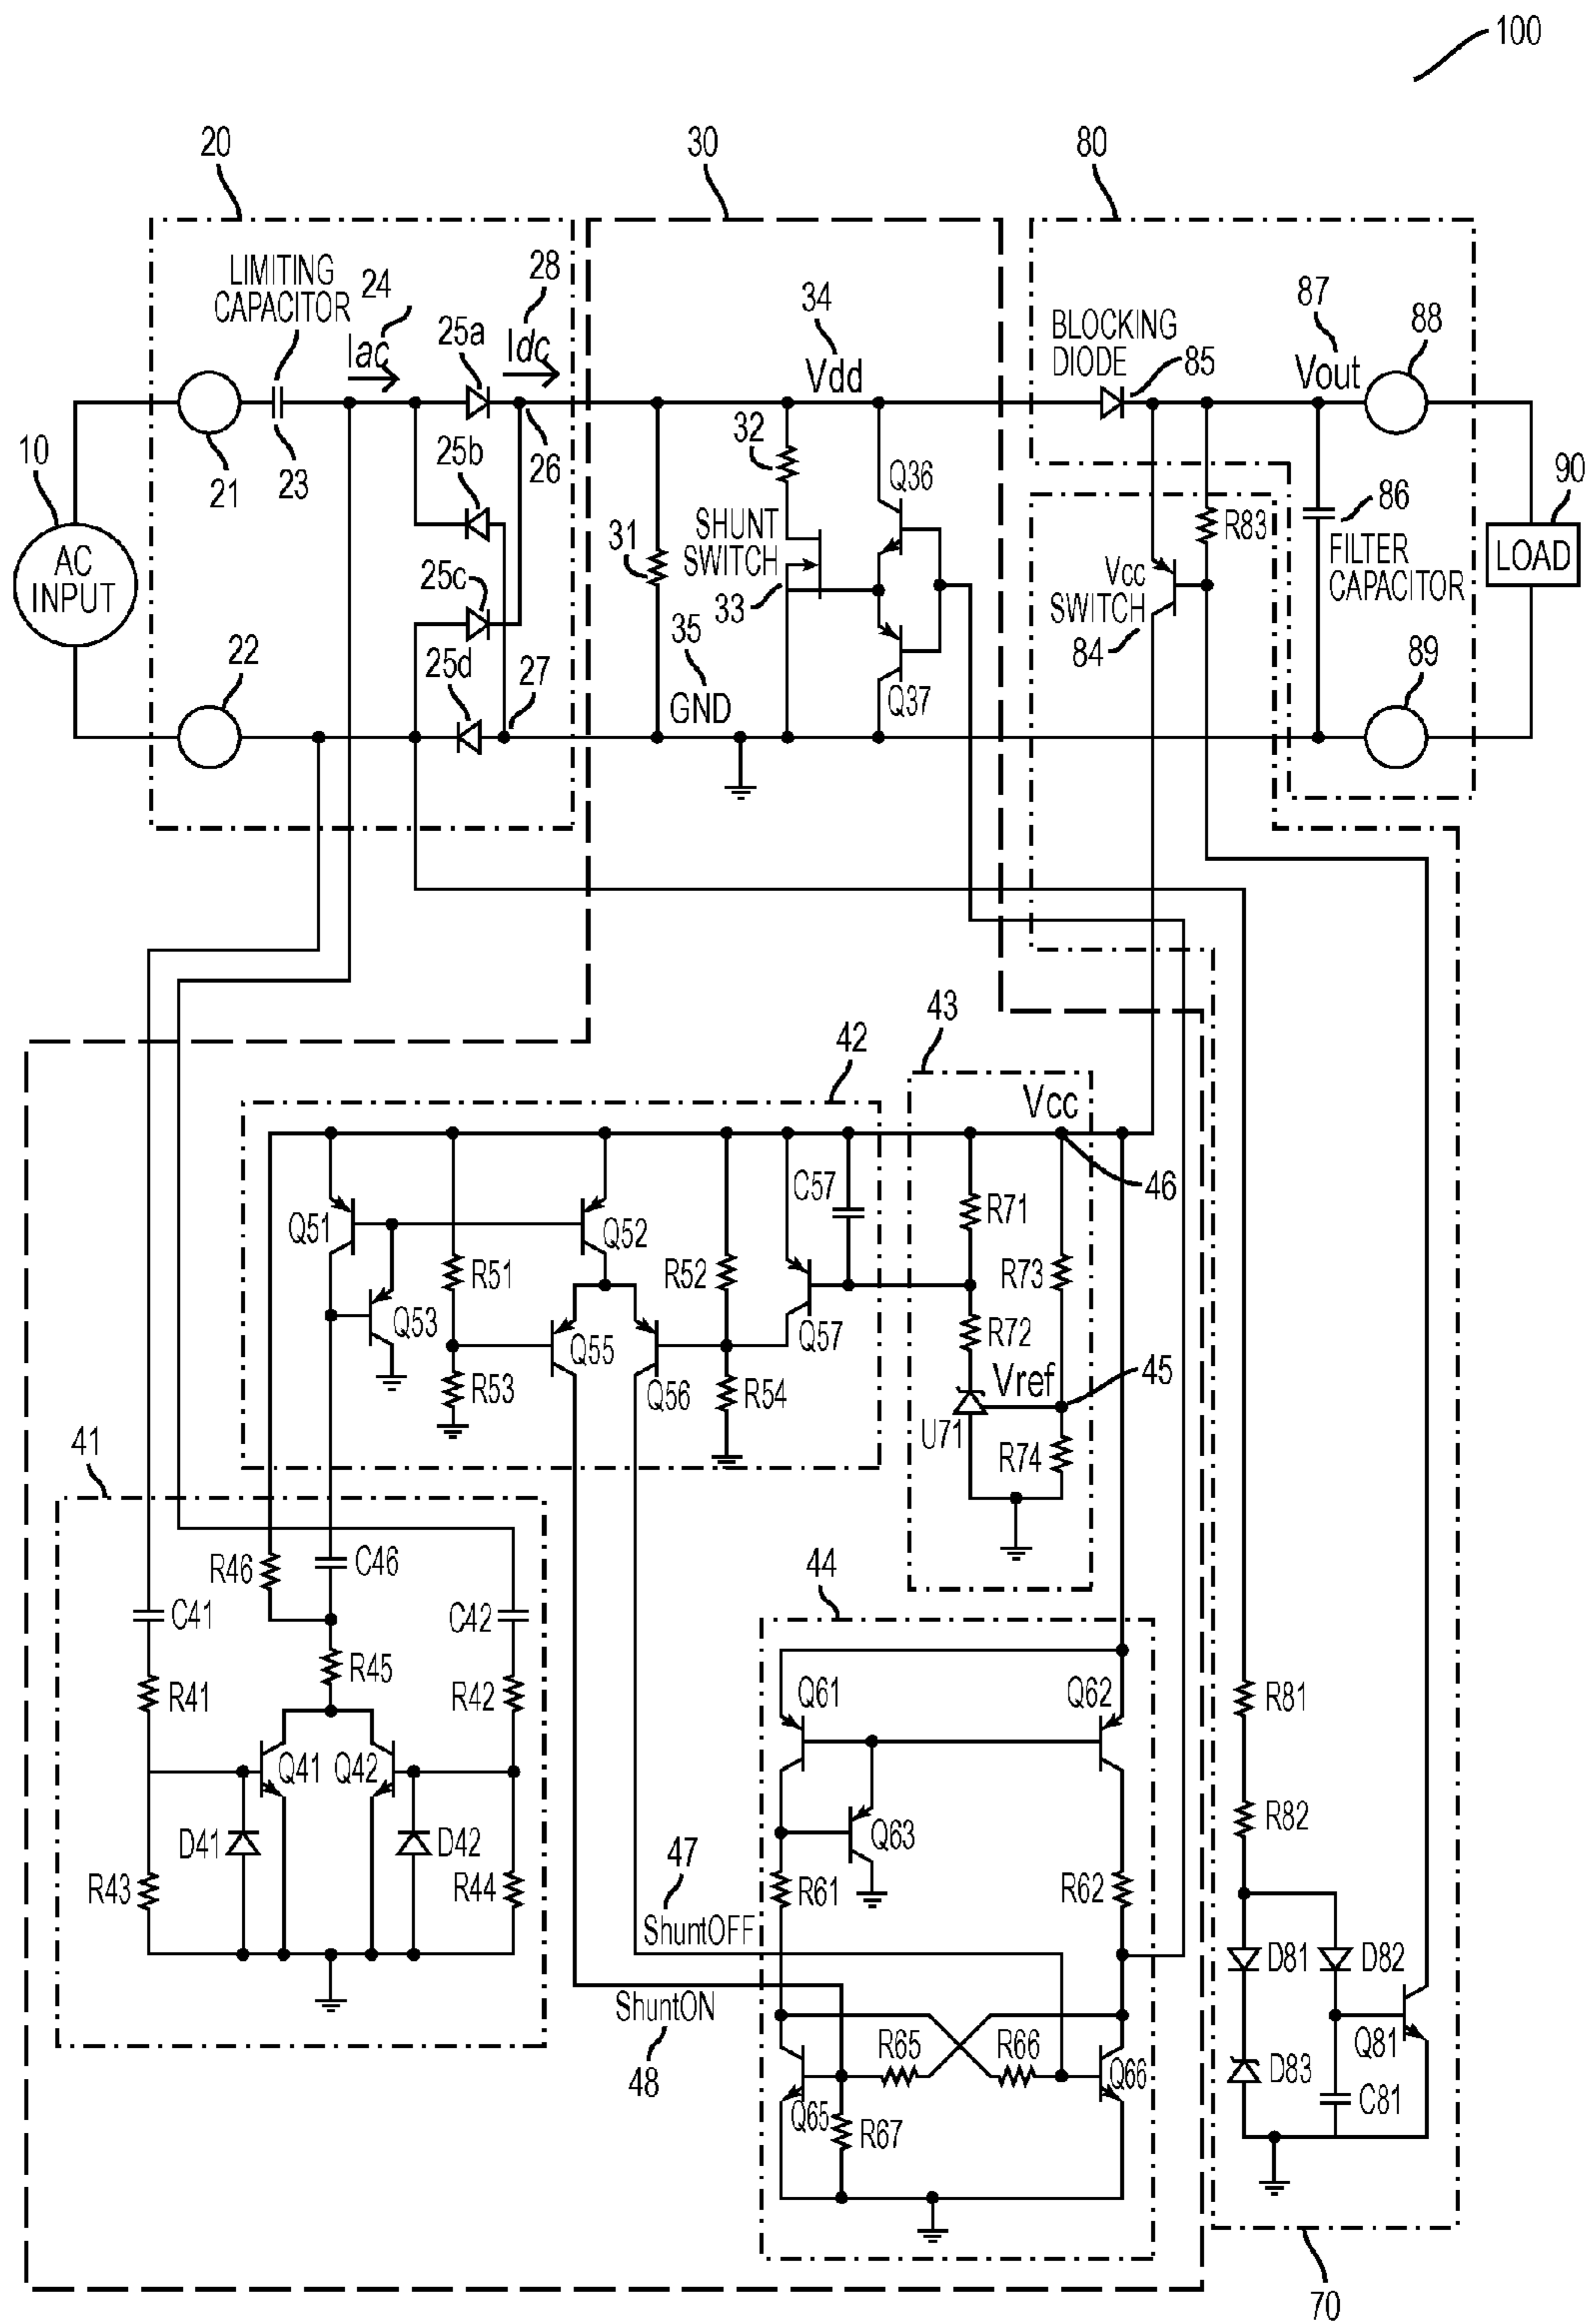 100
20
30
80
LIMITING
CAPACITOR
24
28
34
87
88
Iac
25a
Idc
Vdd
BLOCKING
DIODE
85
Vout
10
21
23
25b
26
32
Q36
86
90
AC
INPUT
31
SHUNT
SWITCH
33
R83
FILTER
CAPACITOR
LOAD
25c
Vcc
SWITCH
84
22
25d
27
35
GND
Q37
89
43
42
Vcc
46
C57
R71
Q51
Q52
R51
R52
R73
Q53
Q55
Q57
R72
R53
Q56
R54
Vref
45
U71
R74
41
R46
C46
44
C41
C42
R45
R41
R42
Q61
Q62
R81
Q41
Q42
D41
D42
Q63
R82
R43
R44
47
R61
R62
ShuntOFF
D81
D82
ShuntON
48
R65
R66
Q66
Q81
D83
Q65
R67
C81
70